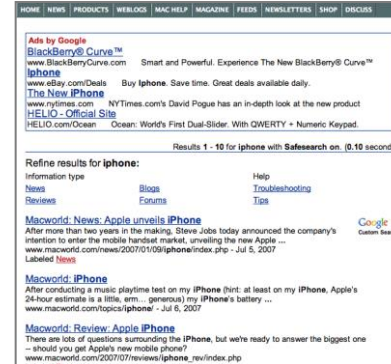 HOME NEWS PRODUCTS WEBLOGS MAC HELP MAGAZINE FEEDS NEWSLETTERS SHOP DISCUSS
Ads by Google
BlackBerry® Curve™
www.BlackBerryCurve.com Smart and Powerful. Experience The New BlackBerry® Curve™
Iphone
www.eBay.com/Deals Buy Iphone. Save time. Great deals available daily.
The New iPhone
www.nytimes.com NYTimes.com's David Pogue has an in-depth look at the new product
HELIO - Official Site
HELIO.com/Ocean Ocean: World's First Dual-Slider. With QWERTY + Numeric Keypad.
Results 1 - 10 for iphone with Safesearch on. (0.10 second
Refine results for iphone:
Information type Help
News Blogs Troubleshooting
Reviews Forums Tips
Macworld: News: Apple unveils iPhone
After more than two years in the making, Steve Jobs today announced the company's
intention to enter the mobile handset market, unveiling the new Apple ...
www.macworld.com/news/2007/01/09/iphone/index.php - Jul 5, 2007
Labeled News
Google
Custom Sea
Macworld: iPhone
After conducting a music playtime test on my iPhone (hint: at least on my iPhone, Apple's
24-hour estimate is a little, erm... generous) my iPhone's battery ...
www.macworld.com/topics/iphone/ - Jul 6, 2007
Macworld: Review: Apple iPhone
There are lots of questions surrounding the iPhone, but we're ready to answer the biggest one
– should you get Apple's new mobile phone?
www.macworld.com/2007/07/reviews/iphone_rev/index.php